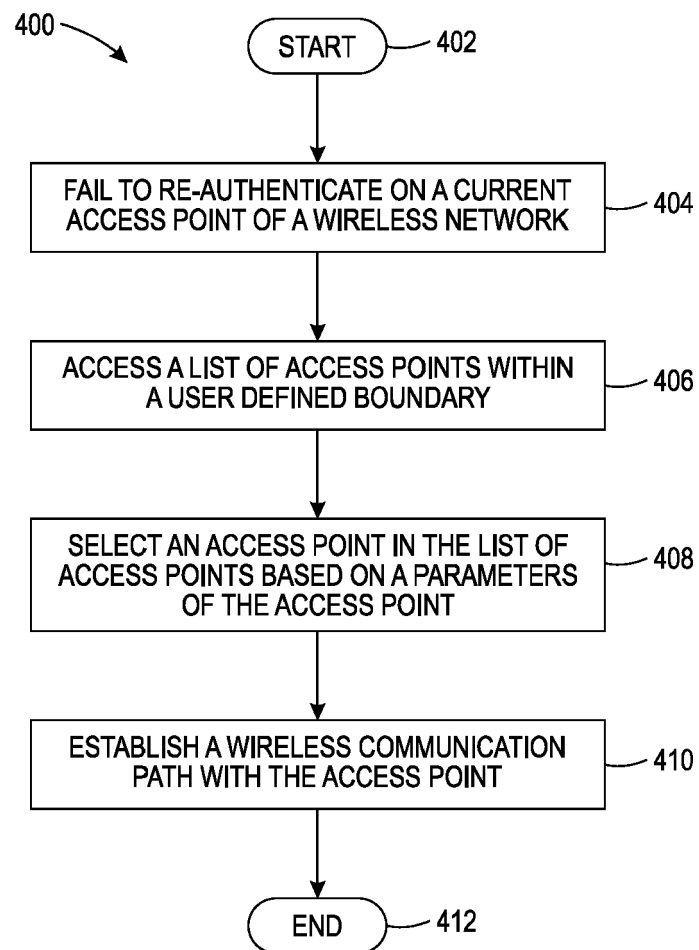 400
START
402
FAIL TO RE-AUTHENTICATE ON A CURRENT
ACCESS POINT OF A WIRELESS NETWORK
404
ACCESS A LIST OF ACCESS POINTS WITHIN
A USER DEFINED BOUNDARY
406
SELECT AN ACCESS POINT IN THE LIST OF
ACCESS POINTS BASED ON A PARAMETERS
OF THE ACCESS POINT
408
ESTABLISH A WIRELESS COMMUNICATION
PATH WITH THE ACCESS POINT
410
END
412